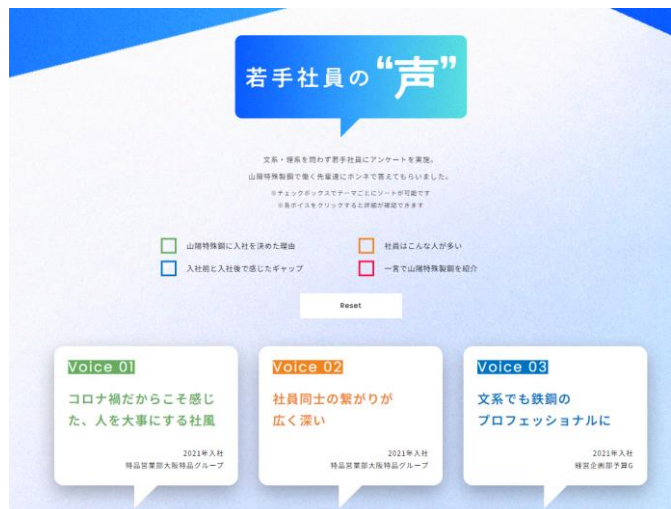 若手社員の“声”
文系・理系を問わず若手社員にアンケートを実施。
山陽特殊製鋼で働く先輩達にホンネで答えてもらいました。
※チェックボックスでテーマごとにソートが可能です
※各ボイスをクリックすると詳細が確認できます
山陽特殊鋼に入社を決めた理由
社員はこんな人が多い
入社前と入社後で感じたギャップ
一言で山陽特殊製鋼を紹介
Reset
Voice 01
コロナ禍だからこそ感じ
た、人を大事にする社風
2021年入社
特品営業部大阪特品グループ
Voice 02
社員同士の繋がりが
広く深い
2021年入社
特品営業部大阪特品グループ
Voice 03
文系でも鉄鋼の
プロフェッショナルに
2021年入社
経営企画部予算G